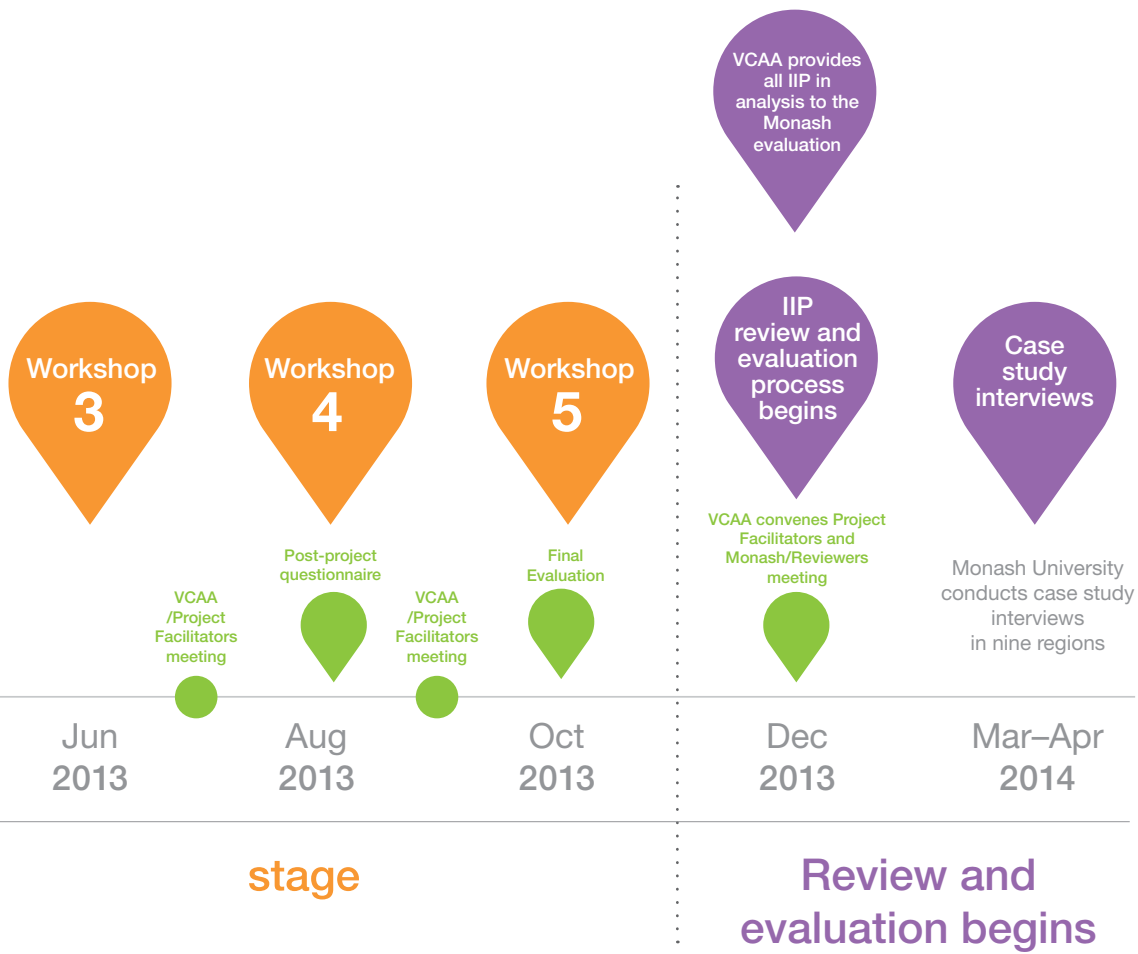 VCAA provides
all IIP in
analysis to the
Monash
evaluation
Workshop
3
Workshop
4
Workshop
5
IIP
review and
evaluation
process
begins
Case
study
interviews
VCAA
/Project
Facilitators
meeting
Post-project
questionnaire
VCAA
/Project
Facilitators
meeting
Final
Evaluation
VCAA convenes Project
Facilitators and
Monash/Reviewers
meeting
Monash University
conducts case study
interviews
in nine regions
Jun
2013
Aug
2013
Oct
2013
Dec
2013
Mar–Apr
2014
stage
Review and
evaluation begins